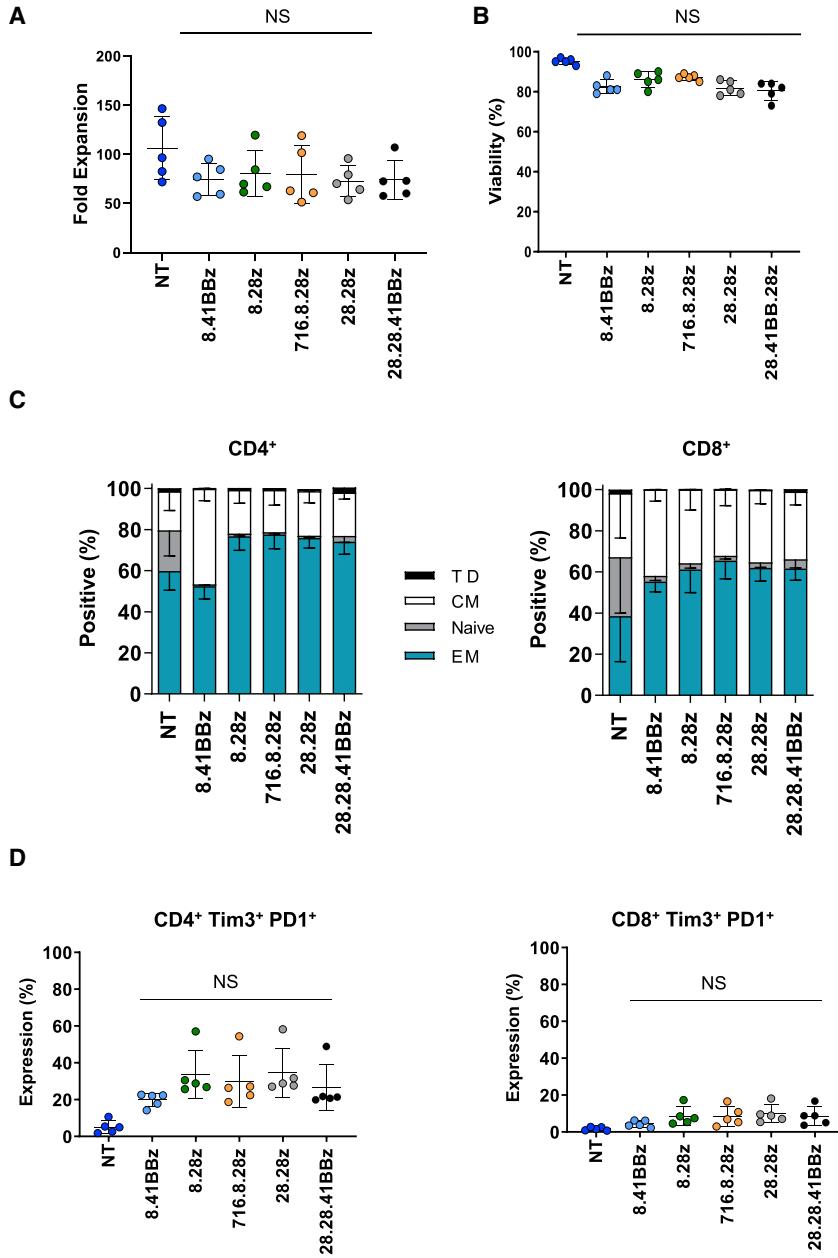 A
NS
Fold Expansion
200
150
100
50
0
NT
8.41BBz
8.28z
716.8.28z
28.28z
28.28.41BBz
B
NS
Viability (%)
100
80
60
40
20
0
NT
8.41BBz
8.28z
716.8.28z
28.28z
28.41BB.28z
C
CD4⁺
Positive (%)
100
80
60
40
20
0
NT
8.41BBz
8.28z
716.8.28z
28.28z
28.28.41BBz
T D
CM
Naive
EM
CD8⁺
Positive (%)
100
80
60
40
20
0
NT
8.41BBz
8.28z
716.8.28z
28.28z
28.28.41BBz
D
CD4⁺ Tim3⁺ PD1⁺
NS
Expression (%)
100
80
60
40
20
0
NT
8.41BBz
8.28z
716.8.28z
28.28z
28.28.41BBz
CD8⁺ Tim3⁺ PD1⁺
NS
Expression (%)
100
80
60
40
20
0
NT
8.41BBz
8.28z
716.8.28z
28.28z
28.28.41BBz